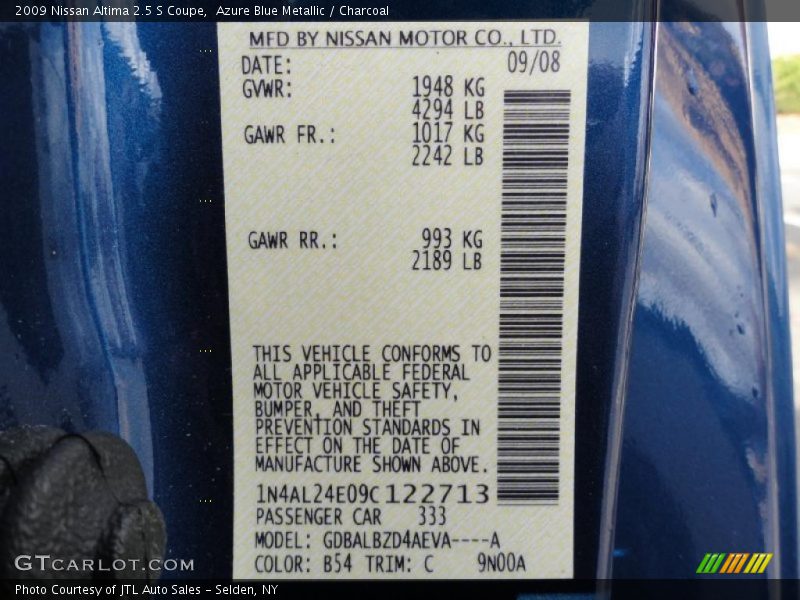 2009 Nissan Altima 2.5 S Coupe, Azure Blue Metallic / Charcoal
MFD BY NISSAN MOTOR CO., LTD.
DATE: 09/08
GVWR: 1948 KG
4294 LB
GAWR FR.: 1017 KG
2242 LB
GAWR RR.: 993 KG
2189 LB
THIS VEHICLE CONFORMS TO
ALL APPLICABLE FEDERAL
MOTOR VEHICLE SAFETY,
BUMPER, AND THEFT
PREVENTION STANDARDS IN
EFFECT ON THE DATE OF
MANUFACTURE SHOWN ABOVE.
1N4AL24E09C122713
PASSENGER CAR 333
MODEL: GDBALBZD4AEVA----A
COLOR: B54 TRIM: C 9N00A
GTCARLOT.COM
Photo Courtesy of JTL Auto Sales - Selden, NY